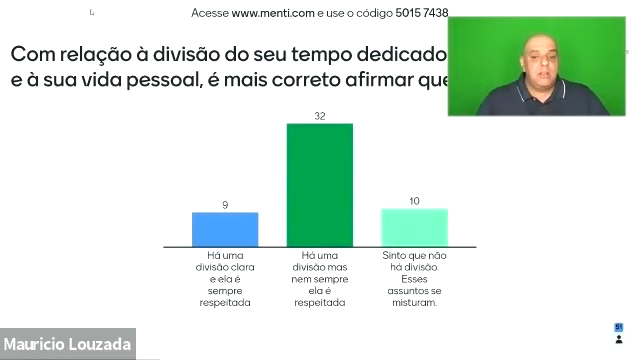 Acesse www.menti.com e use o código 5015 7438
Com relação à divisão do seu tempo dedicado
e à sua vida pessoal, é mais correto afirmar que
9
32
10
Há uma
divisão clara
e ela é
sempre
respeitada
Há uma
divisão mas
nem sempre
ela é
respeitada
Sinto que não
há divisão.
Esses
assuntos se
misturam.
51
Mauricio Louzada